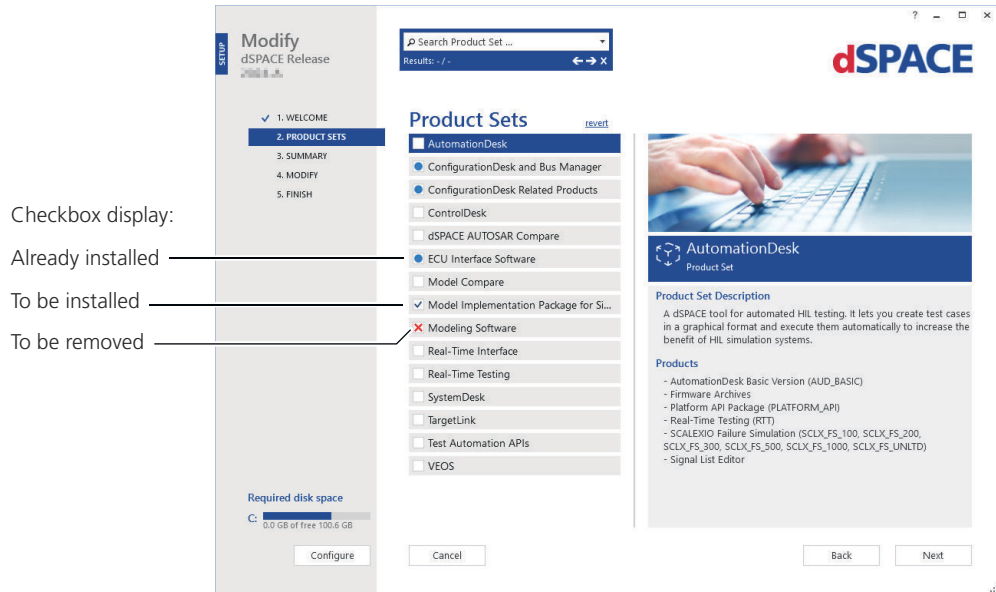 ? – □ ×
SETUP
Modify
dSPACE Release
Search Product Set ...
Results: - / -
X
dSPACE
✓ 1. WELCOME
2. PRODUCT SETS
3. SUMMARY
4. MODIFY
5. FINISH
Product Sets
revert
AutomationDesk
ConfigurationDesk and Bus Manager
ConfigurationDesk Related Products
ControlDesk
dSPACE AUTOSAR Compare
ECU Interface Software
Model Compare
Model Implementation Package for Si...
Modeling Software
Real-Time Interface
Real-Time Testing
SystemDesk
TargetLink
Test Automation APIs
VEOS
Checkbox display:
Already installed
To be installed
To be removed
AutomationDesk
Product Set
Product Set Description
A dSPACE tool for automated HIL testing. It lets you create test cases
in a graphical format and execute them automatically to increase the
benefit of HIL simulation systems.
Products
- AutomationDesk Basic Version (AUD_BASIC)
- Firmware Archives
- Platform API Package (PLATFORM_API)
- Real-Time Testing (RTT)
- SCALEXIO Failure Simulation (SCLX_FS_100, SCLX_FS_200,
SCLX_FS_300, SCLX_FS_500, SCLX_FS_1000, SCLX_FS_UNLTD)
- Signal List Editor
Required disk space
C:
0.0 GB of free 100.6 GB
Configure
Cancel
Back
Next